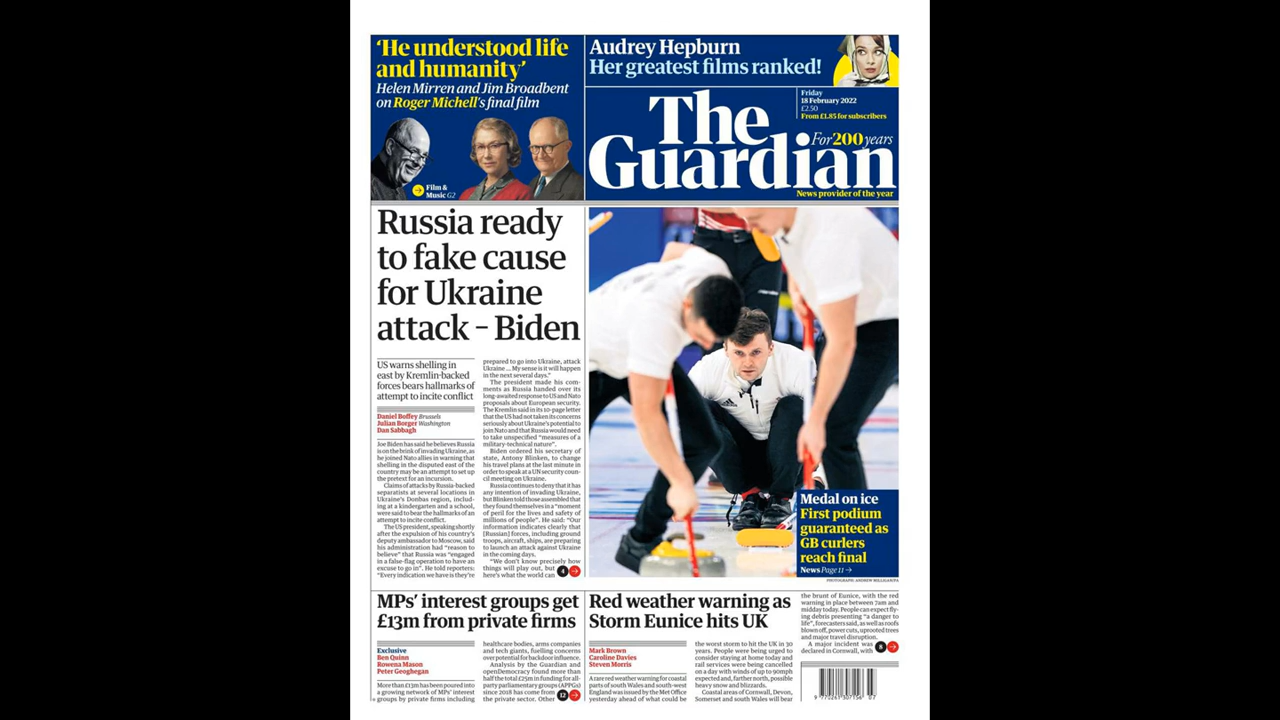 'He understood life
and humanity'
Helen Mirren and Jim Broadbent
on Roger Michell's final film
Film &
Music G2
Audrey Hepburn
Her greatest films ranked!
Friday
18 February 2022
£2.50
From £1.85 for subscribers
The
Guardian
For 200 years
News provider of the year
Russia ready
to fake cause
for Ukraine
attack – Biden
US warns shelling in
east by Kremlin-backed
forces bears hallmarks of
attempt to incite conflict
Daniel Boffey Brussels
Julian Borger Washington
Dan Sabbagh
Joe Biden has said he believes Russia
is on the brink of invading Ukraine, as
he joined Nato allies in warning that
shelling in the disputed east of the
country may be an attempt to set up
the pretext for an incursion.
Claims of attacks by Russia-backed
separatists at several locations in
Ukraine's Donbas region, includ-
ing at a kindergarten and a school,
were said to bear the hallmarks of an
attempt to incite conflict.
The US president, speaking shortly
after the expulsion of his country's
deputy ambassador to Moscow, said
his administration had "reason to
believe" that Russia was "engaged
in a false-flag operation to have an
excuse to go in". He told reporters:
"Every indication we have is they're
prepared to go into Ukraine, attack
Ukraine ... My sense is it will happen
in the next several days."
The president made his com-
ments as Russia handed over its
long-awaited response to US and Nato
proposals about European security.
The Kremlin said in its 10-page letter
that the US had not taken its concerns
seriously about Ukraine's potential to
join Nato and that Russia would need
to take unspecified "measures of a
military-technical nature".
Biden ordered his secretary of
state, Antony Blinken, to change
his travel plans at the last minute in
order to speak at a UN security coun-
cil meeting on Ukraine.
Russia continues to deny that it has
any intention of invading Ukraine,
but Blinken told those assembled that
they found themselves in a "moment
of peril for the lives and safety of
millions of people". He said: "Our
information indicates clearly that
[Russian] forces, including ground
troops, aircraft, ships, are preparing
to launch an attack against Ukraine
in the coming days.
"We don't know precisely how
things will play out, but
here's what the world can
4
Medal on ice
First podium
guaranteed as
GB curlers
reach final
News Page 11 →
PHOTOGRAPH: ANDREW MILLIGAN/PA
MPs' interest groups get
£13m from private firms
Exclusive
Ben Quinn
Rowena Mason
Peter Geoghegan
More than £13m has been poured into
a growing network of MPs' interest
groups by private firms including
healthcare bodies, arms companies
and tech giants, fuelling concerns
over potential for backdoor influence.
Analysis by the Guardian and
openDemocracy found more than
half the total £25m in funding for all-
party parliamentary groups (APPGs)
since 2018 has come from
the private sector. Other
12
Red weather warning as
Storm Eunice hits UK
Mark Brown
Caroline Davies
Steven Morris
A rare red weather warning for coastal
parts of south Wales and south-west
England was issued by the Met Office
yesterday ahead of what could be
the worst storm to hit the UK in 30
years. People were being urged to
consider staying at home today and
rail services were being cancelled
on a day with winds of up to 90mph
expected and, farther north, possible
heavy snow and blizzards.
Coastal areas of Cornwall, Devon,
Somerset and south Wales will bear
the brunt of Eunice, with the red
warning in place between 7am and
midday today. People can expect fly-
ing debris presenting "a danger to
life", forecasters said, as well as roofs
blown off, power cuts, uprooted trees
and major travel disruption.
A major incident was
declared in Cornwall, with
8
9 770261 307156 07